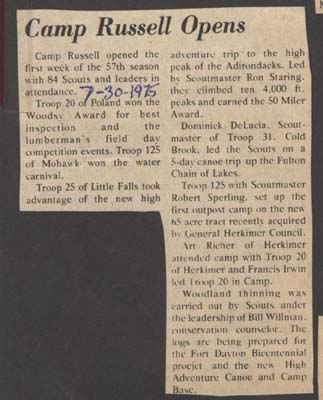 Camp Russell Opens
Camp Russell opened the
first week of the 57th season
with 84 Scouts and leaders in
attendance. 7-30-1975
Troop 20 of Poland won the
Woodsy Award for best
inspection and the
lumberman's field day
competition events. Troop 125
of Mohawk won the water
carnival.
Troop 25 of Little Falls took
advantage of the new high
adventure trip to the high
peak of the Adirondacks. Led
by Scoutmaster Ron Staring,
they climbed ten 4,000 ft.
peaks and earned the 50 Miler
Award.
Dominick DeLucia, Scout-
master of Troop 31, Cold
Brook, led the Scouts on a
5-day canoe trip up the Fulton
Chain of Lakes.
Troop 125 with Scoutmaster
Robert Sperling, set up the
first outpost camp on the new
65 acre tract recently acquired
by General Herkimer Council.
Art Richer of Herkimer
attended camp with Troop 20
of Herkimer and Francis Irwin
led Troop 20 in Camp.
Woodland thinning was
carried out by Scouts under
the leadership of Bill Willman,
conservation counselor. The
logs are being prepared for
the Fort Dayton Bicentennial
proejct and the new High
Adventure Canoe and Camp
Base.